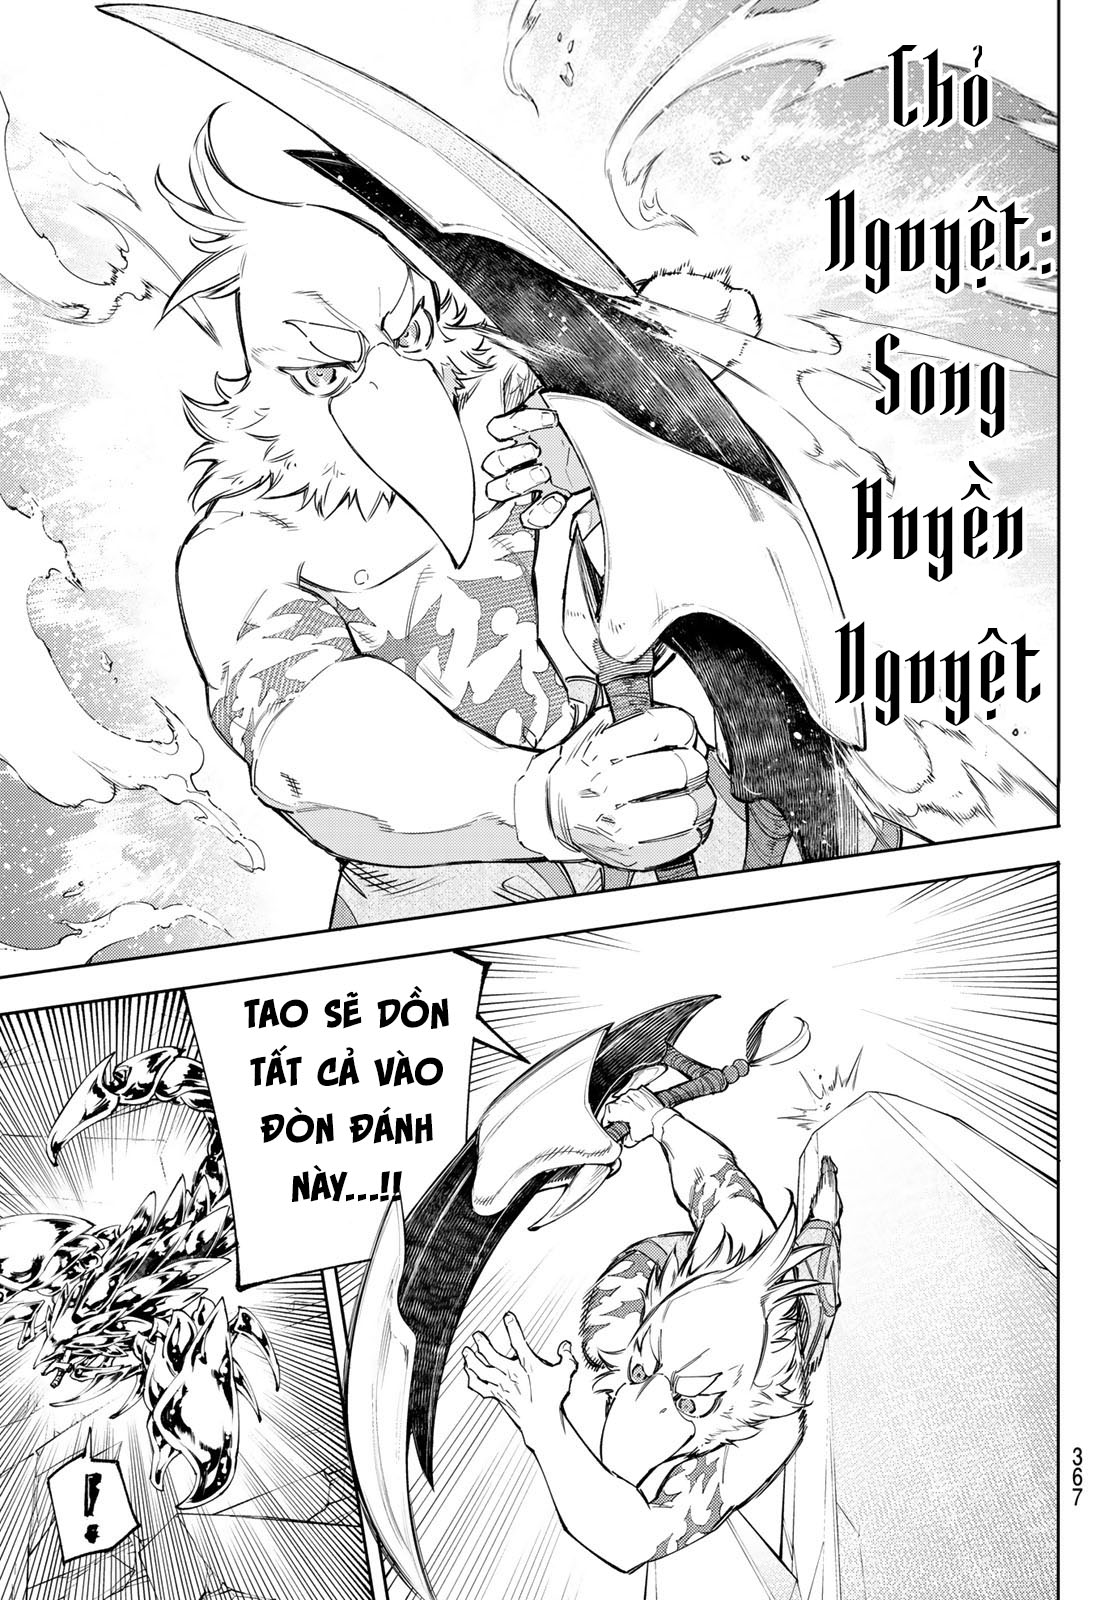 Chỏ
Nguyệt:
Song
Huyền
Nguyệt
TAO SẼ DỒN
TẤT CẢ VÀO
ĐÒN ĐÁNH
NÀY...!!
!
367